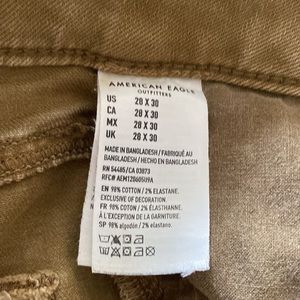 AMERICAN EAGLE
OUTFITTERS
US 28 X 30
CA 28 X 30
MX 28 X 30
UK 28 X 30
MADE IN BANGLADESH / FABRIQUÉ AU
BANGLADESH / HECHO EN BANGLADESH
RN 54485/ CA 03873
RFC# AEM1206050J9A
EN 98% COTTON / 2% ELASTANE.
EXCLUSIVE OF DECORATION.
FR 98% COTON / 2% ÉLASTHANNE.
À L'EXCEPTION DE LA GARNITURE.
SP 98% algodón / 2% elastano.